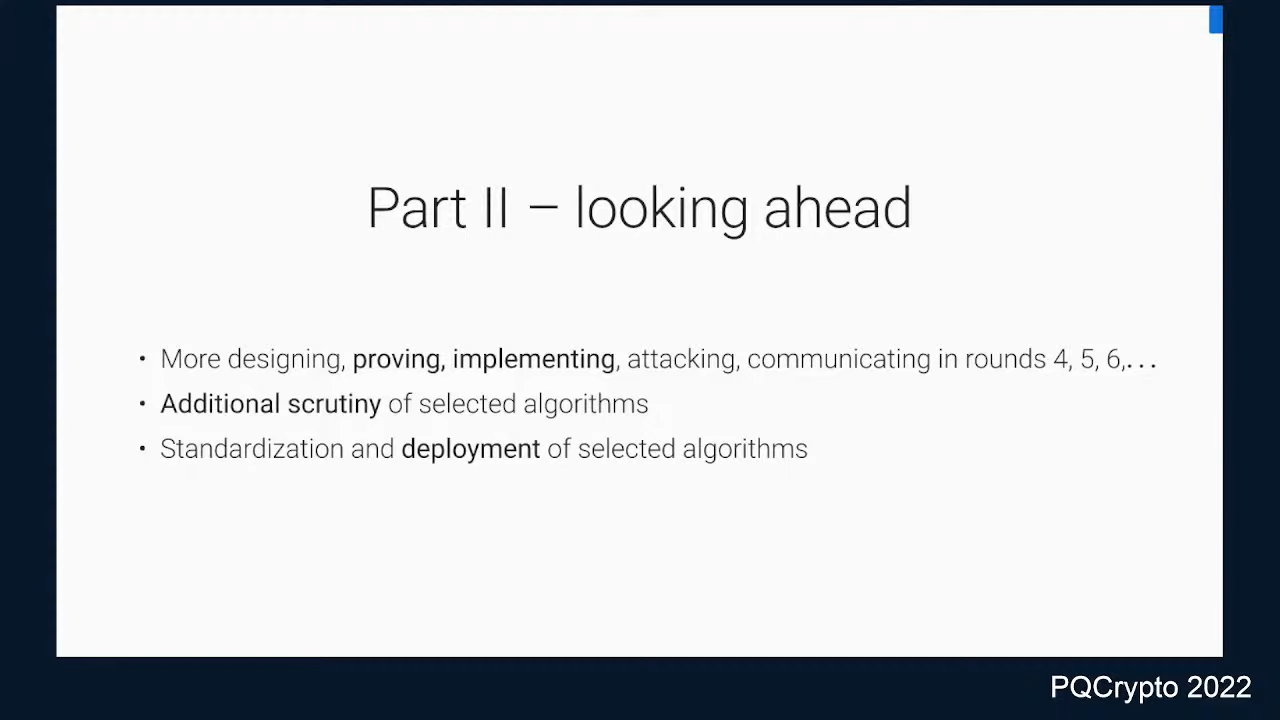 Part II – looking ahead
• More designing, proving, implementing, attacking, communicating in rounds 4, 5, 6,...
• Additional scrutiny of selected algorithms
• Standardization and deployment of selected algorithms
PQCrypto 2022